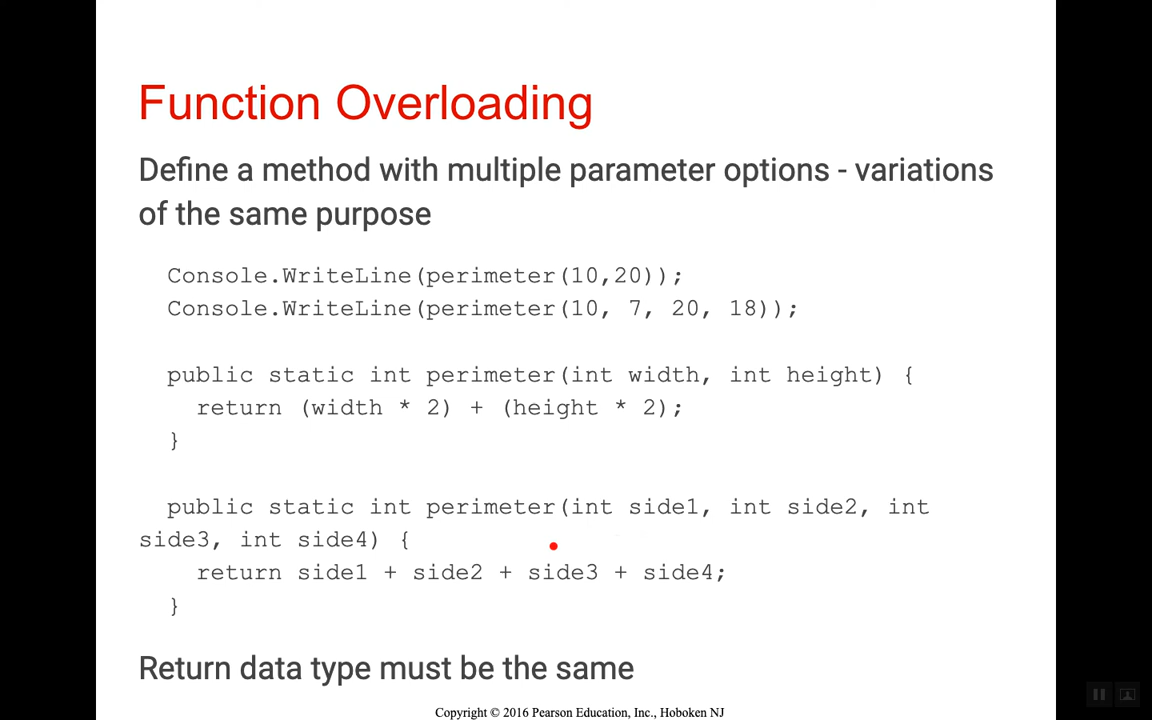 Function Overloading
Define a method with multiple parameter options - variations
of the same purpose
Console.WriteLine(perimeter(10,20));
Console.WriteLine(perimeter(10, 7, 20, 18));
public static int perimeter(int width, int height) {
return (width * 2) + (height * 2);
}
public static int perimeter(int side1, int side2, int
side3, int side4) {
return side1 + side2 + side3 + side4;
}
Return data type must be the same
Copyright © 2016 Pearson Education, Inc., Hoboken NJ